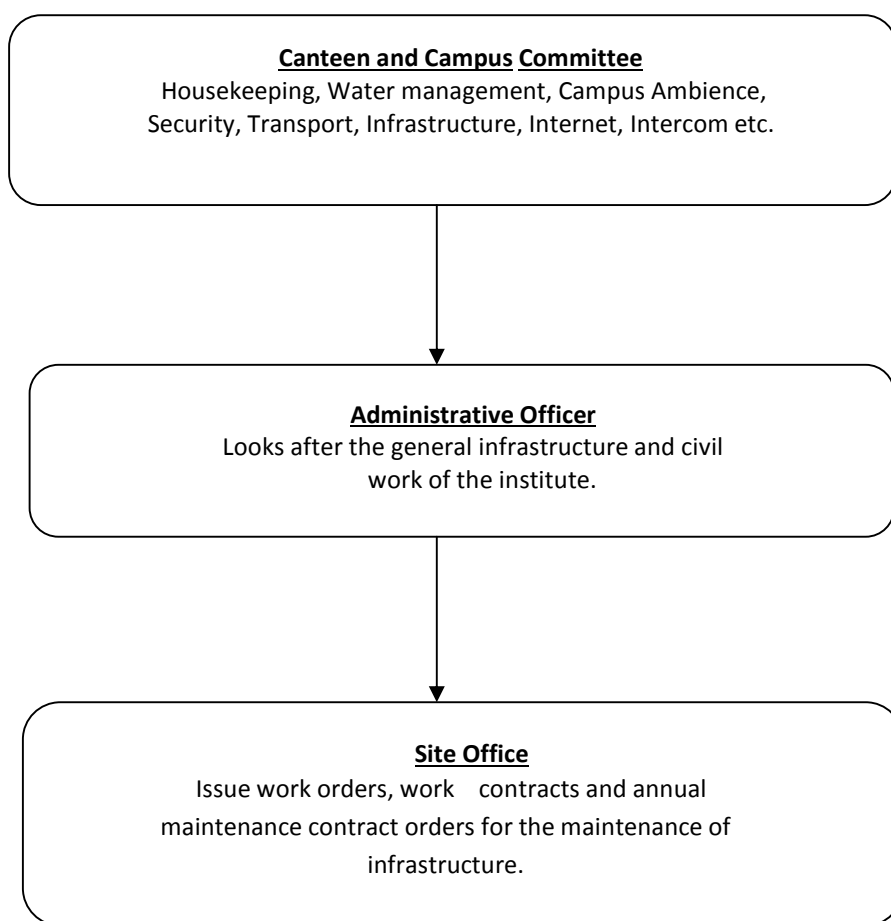 Canteen and Campus Committee
Housekeeping, Water management, Campus Ambience,
Security, Transport, Infrastructure, Internet, Intercom etc.
Administrative Officer
Looks after the general infrastructure and civil
work of the institute.
Site Office
Issue work orders, work contracts and annual
maintenance contract orders for the maintenance of
infrastructure.